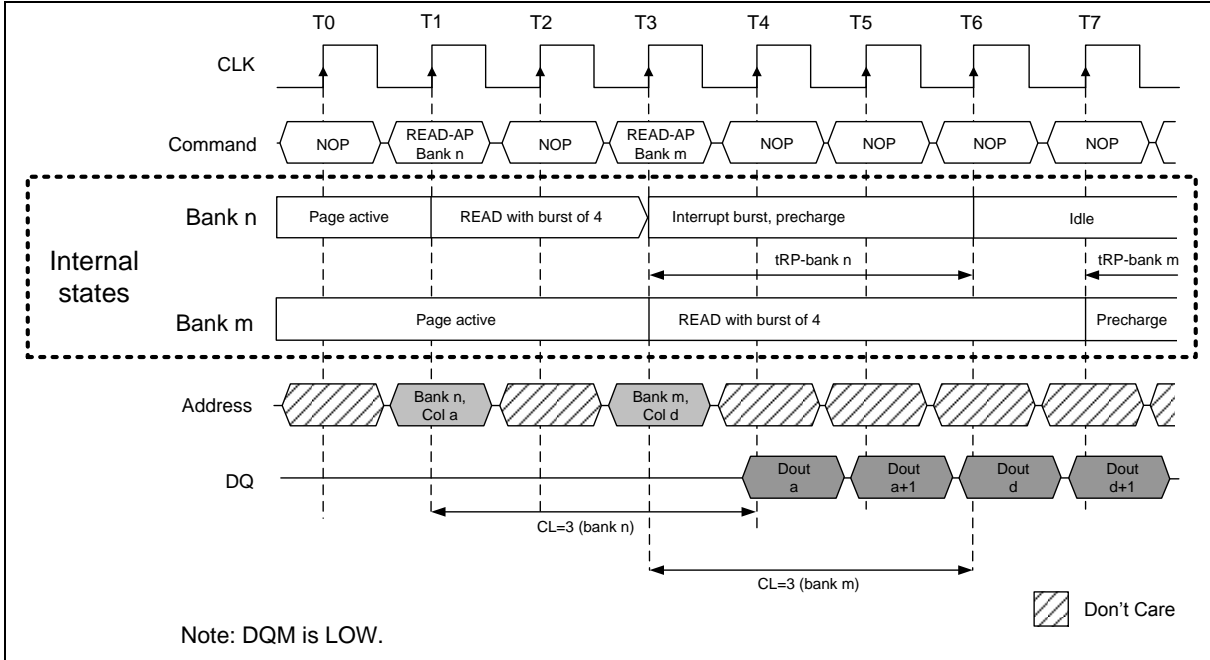 T0 T1 T2 T3 T4 T5 T6 T7
CLK
Command NOP READ-AP Bank n NOP READ-AP Bank m NOP NOP NOP NOP
Bank n Page active READ with burst of 4 Interrupt burst, precharge Idle
Internal states
tRP-bank n tRP-bank m
Bank m Page active READ with burst of 4 Precharge
Address Bank n, Col a Bank m, Col d
DQ Dout a Dout a+1 Dout d Dout d+1
CL=3 (bank n)
CL=3 (bank m)
Don't Care
Note: DQM is LOW.